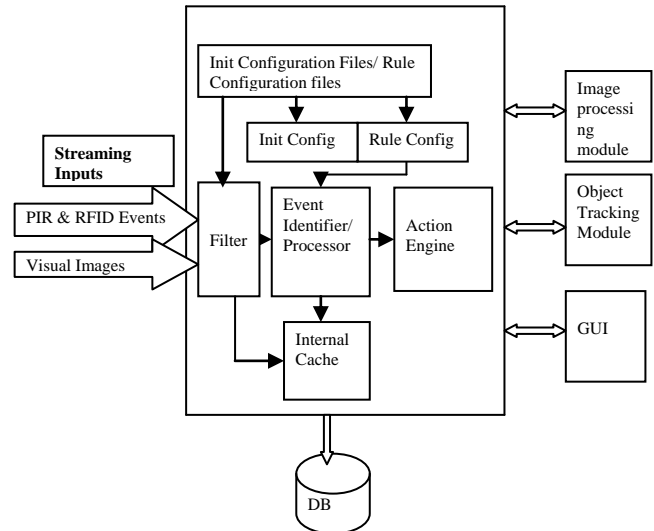 Init Configuration Files/ Rule
Configuration files
Init Config
Rule Config
Streaming
Inputs
PIR & RFID Events
Visual Images
Filter
Event
Identifier/
Processor
Action
Engine
Internal
Cache
Image
processi
ng
module
Object
Tracking
Module
GUI
DB